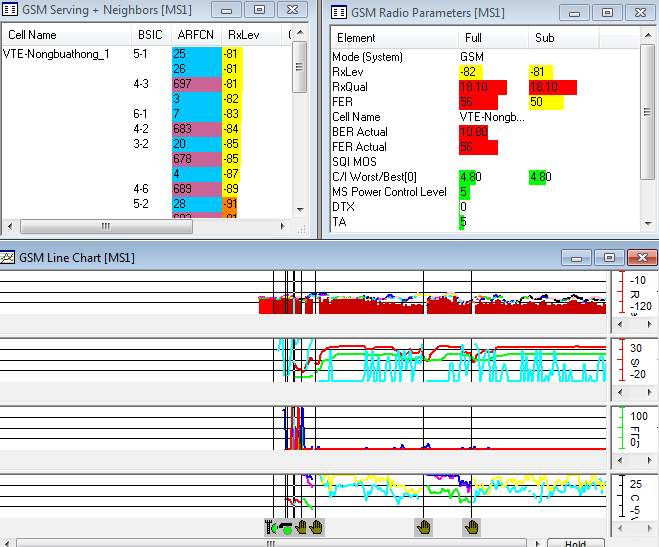 GSM Serving + Neighbors [MS1]
Cell Name BSIC ARFCN RxLev
VTE-Nongbuathong_1 5-1 25 -81
26 -81
4-3 697 -81
3 -82
6-1 7 -83
4-2 683 -84
3-2 20 -85
678 -85
4 -87
4-6 689 -89
5-2 28 -91
GSM Radio Parameters [MS1]
Element Full Sub
Mode (System) GSM
RxLev -82 -81
RxQual 18.10 18.10
FER 56 50
Cell Name VTE-Nongb...
BER Actual 10.80
FER Actual 56
SQI MOS
C/I Worst/Best[0] 4.80 4.80
MS Power Control Level 5
DTX 0
TA 5
GSM Line Chart [MS1]
-10
-120
30
-20
100
0
25
-5
Hold